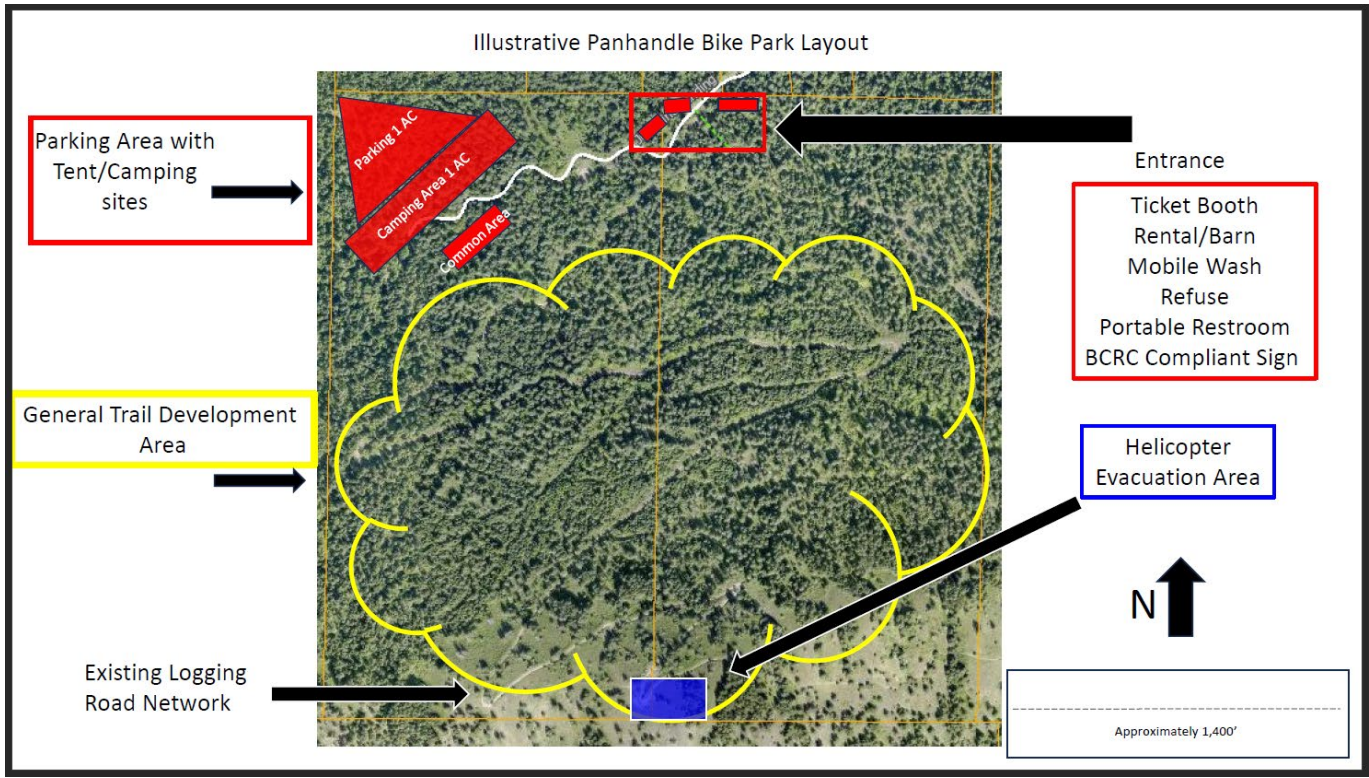 Illustrative Panhandle Bike Park Layout
Parking Area with
Tent/Camping
sites
Parking 1 AC
Camping Area 1 AC
Common Area
Entrance
Ticket Booth
Rental/Barn
Mobile Wash
Refuse
Portable Restroom
BCRC Compliant Sign
General Trail Development
Area
Helicopter
Evacuation Area
N
Existing Logging
Road Network
Approximately 1,400'